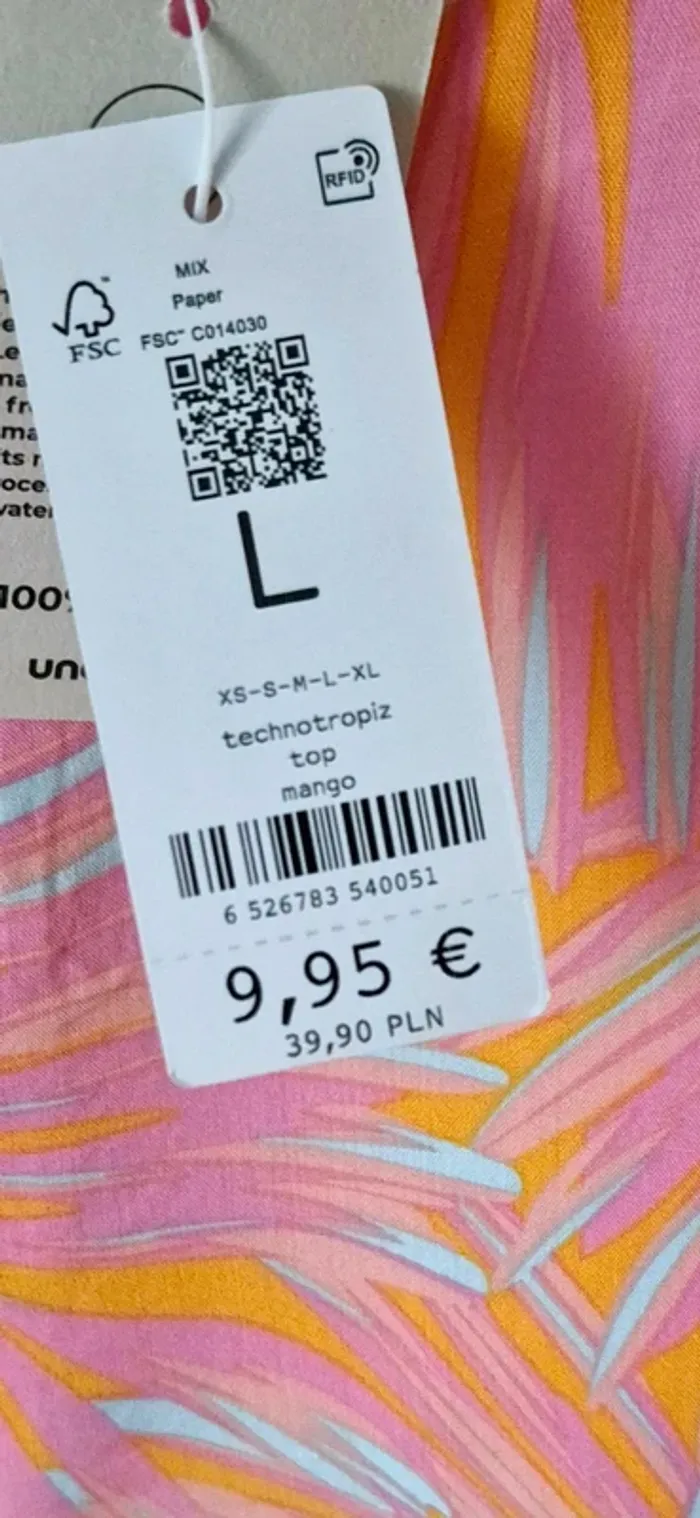 RFID
MIX
Paper
FSC™ C014030
FSC
L
XS-S-M-L-XL
technotropiz
top
mango
6 526783 540051
9,95 €
39,90 PLN
100%